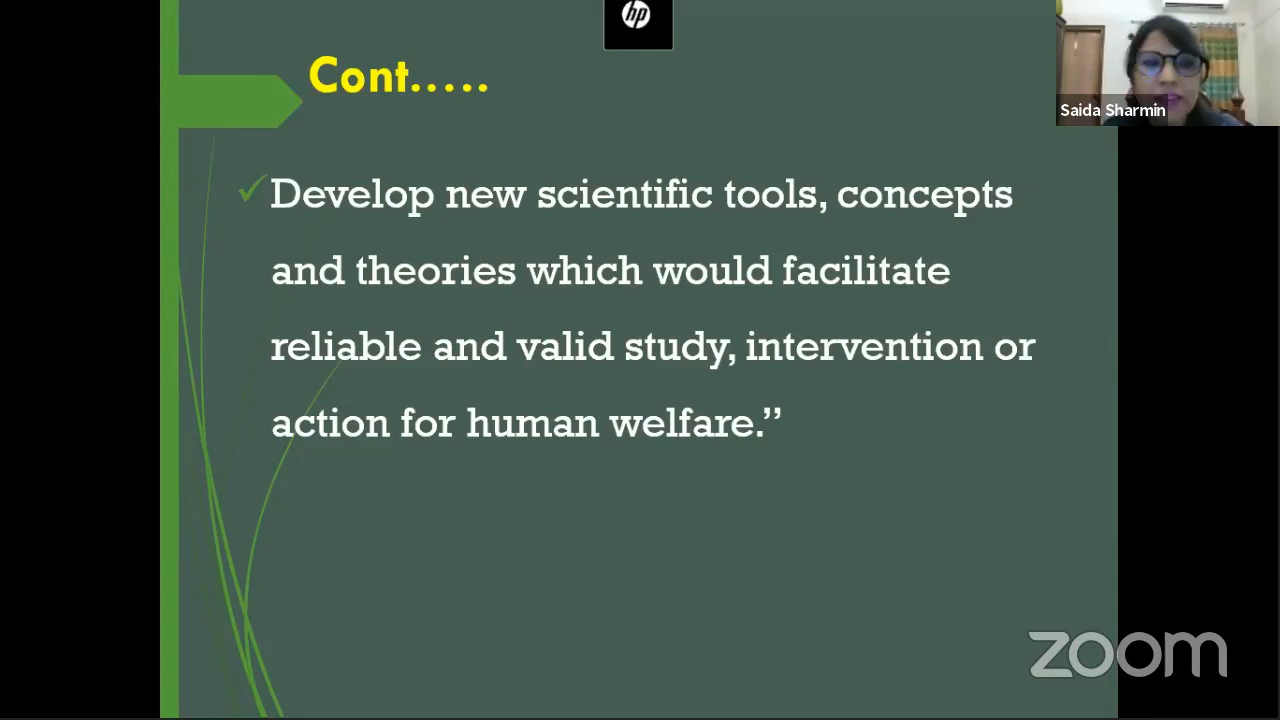 hp
Cont.....
Saida Sharmin
✓Develop new scientific tools, concepts
and theories which would facilitate
reliable and valid study, intervention or
action for human welfare.”
zoom